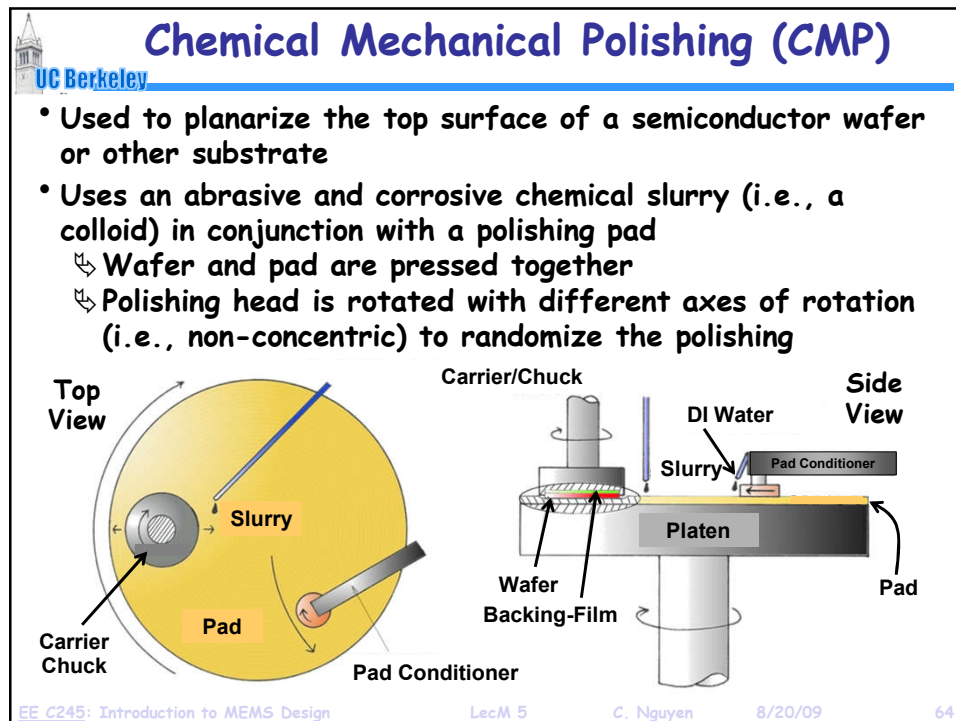 Chemical Mechanical Polishing (CMP)
UC Berkeley
• Used to planarize the top surface of a semiconductor wafer
or other substrate
• Uses an abrasive and corrosive chemical slurry (i.e., a
colloid) in conjunction with a polishing pad
↪ Wafer and pad are pressed together
↪ Polishing head is rotated with different axes of rotation
(i.e., non-concentric) to randomize the polishing
Top
View
Slurry
Pad
Carrier
Chuck
Pad Conditioner
Carrier/Chuck
Side
View
DI Water
Slurry
Pad Conditioner
Platen
Wafer
Backing-Film
Pad
EE C245: Introduction to MEMS Design LecM 5 C. Nguyen 8/20/09 64